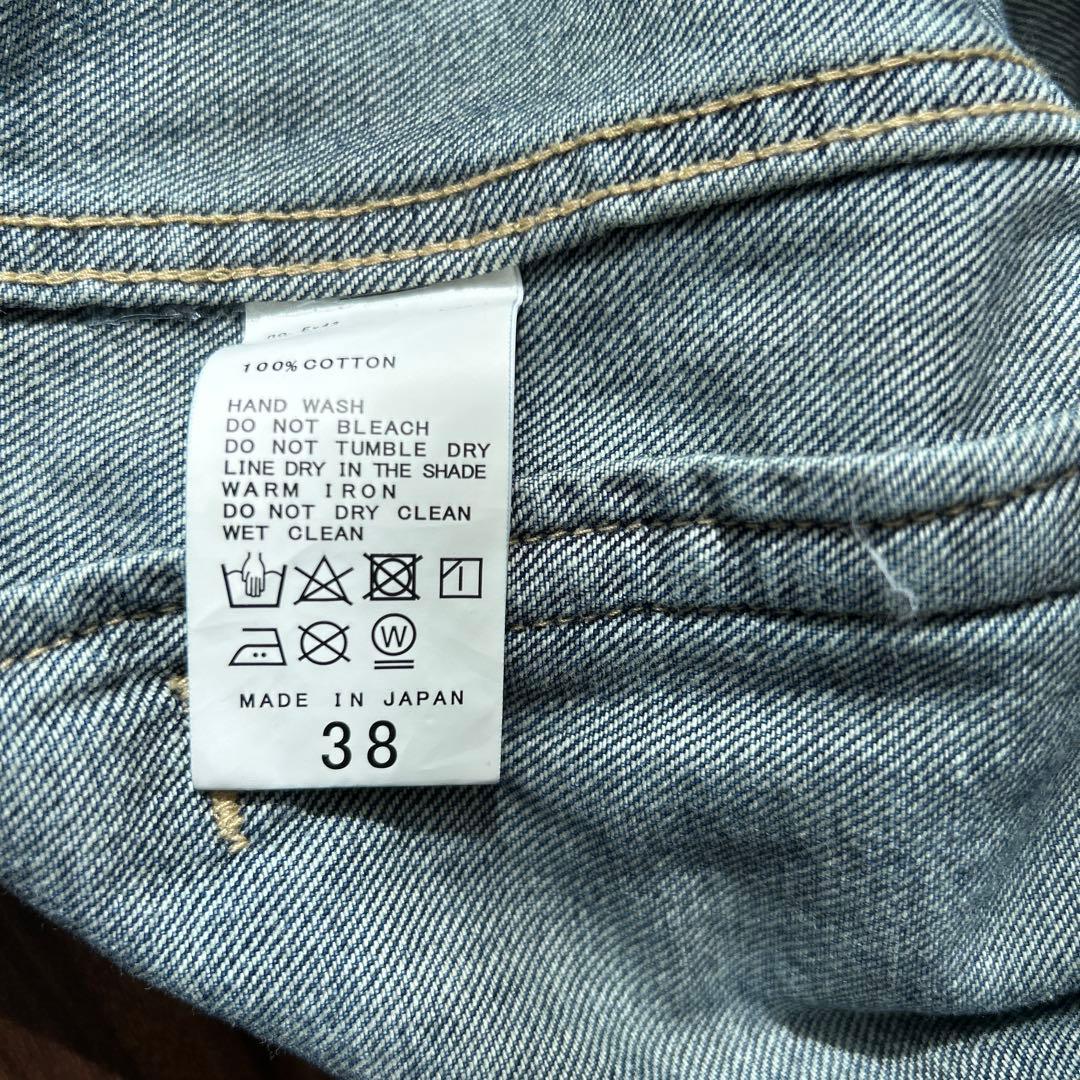 100% COTTON
HAND WASH
DO NOT BLEACH
DO NOT TUMBLE DRY
LINE DRY IN THE SHADE
WARM IRON
DO NOT DRY CLEAN
WET CLEAN
W
MADE IN JAPAN
38